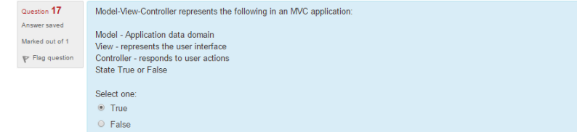 Question 17
Answer saved
Marked out of 1
Flag question
Model-View-Controller represents the following in an MVC application:
Model - Application data domain
View - represents the user interface
Controller - responds to user actions
State True or False
Select one:
True
False